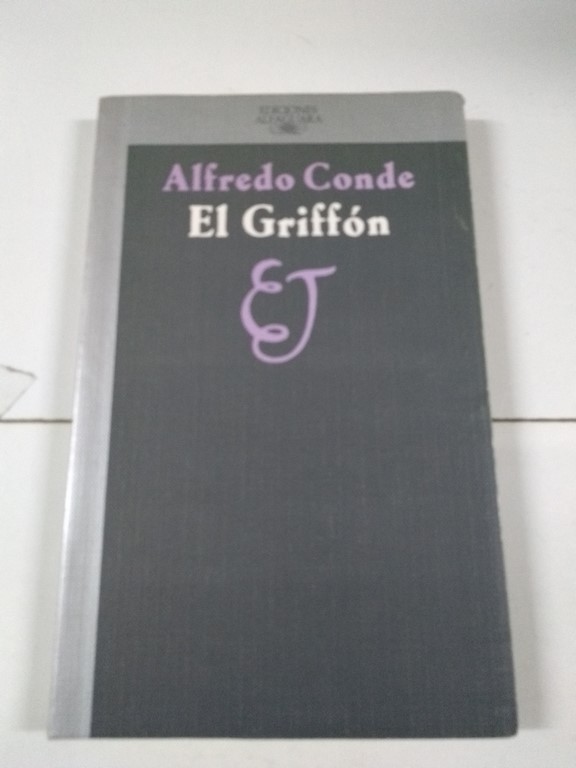 EDICIONES
ALFAGUARA
Alfredo Conde
El Griffón